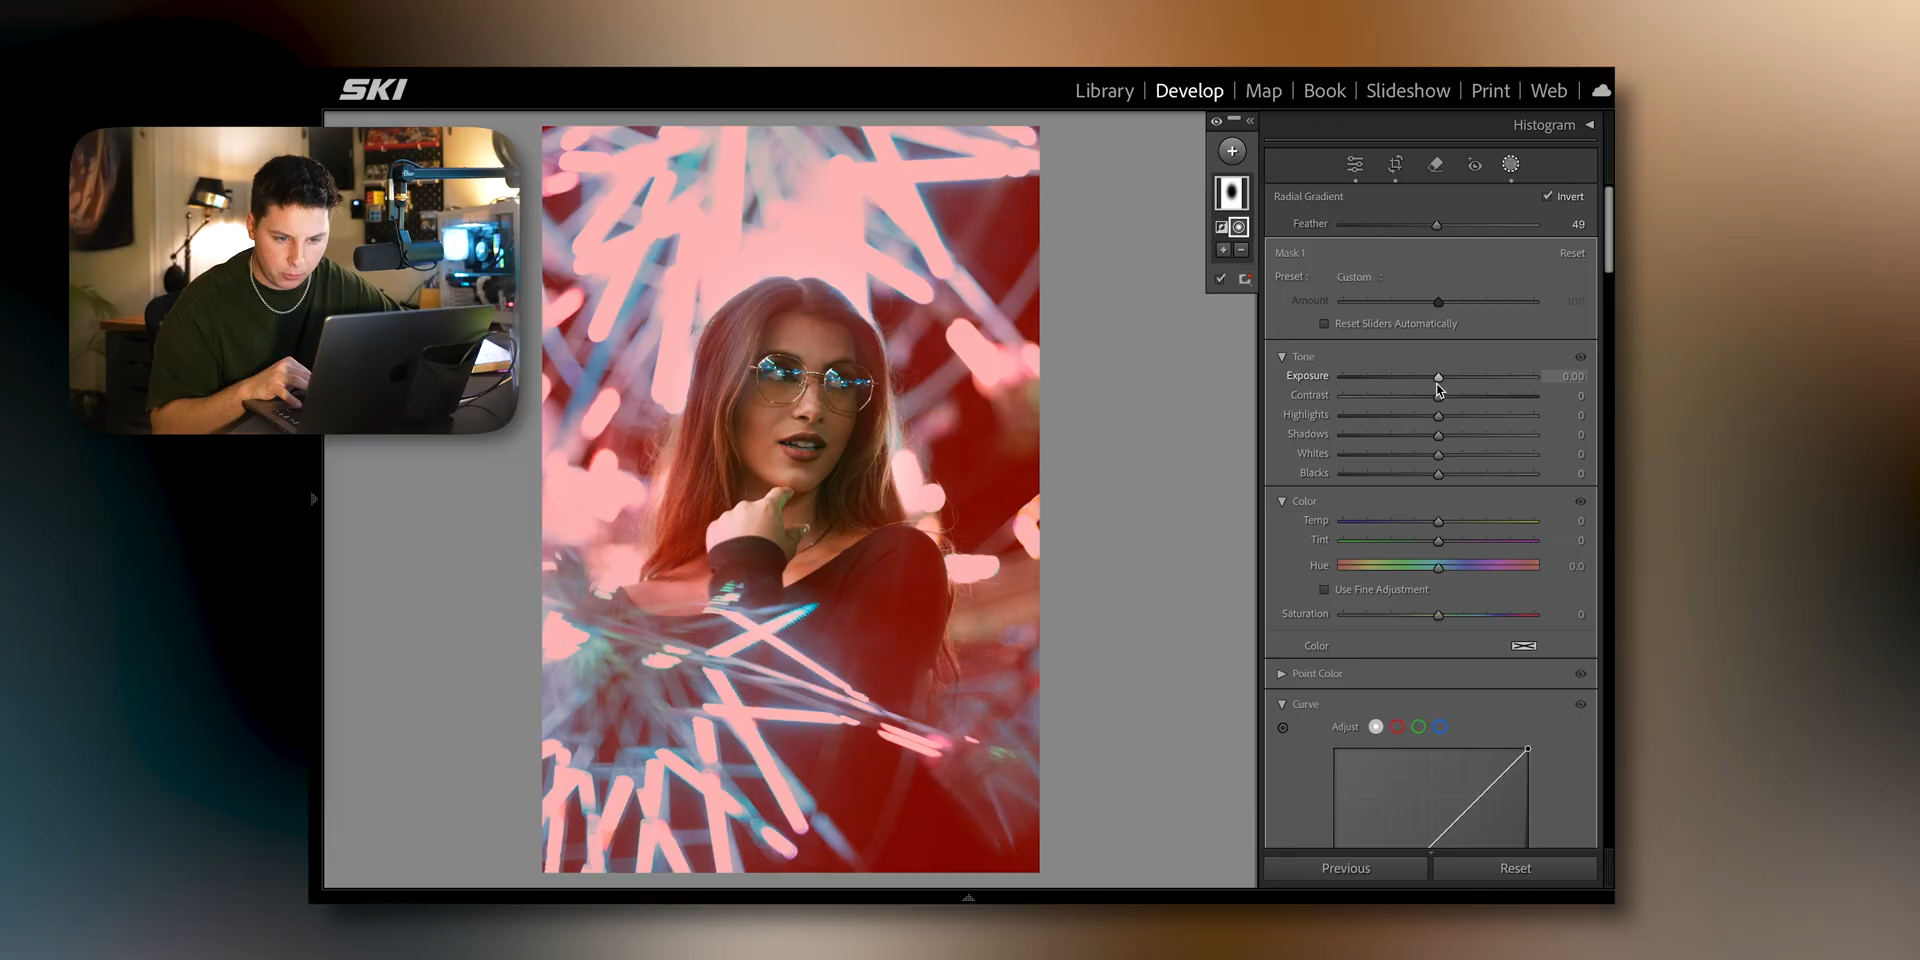 SKI
Library | Develop | Map | Book | Slideshow | Print | Web
Histogram
Radial Gradient
Invert
Feather 49
Mask 1 Reset
Preset : Custom
Amount 100
Reset Sliders Automatically
Tone
Exposure 0.00
Contrast 0
Highlights 0
Shadows 0
Whites 0
Blacks 0
Color
Temp 0
Tint 0
Hue 0.0
Use Fine Adjustment
Saturation 0
Color
Point Color
Curve
Adjust
Previous Reset